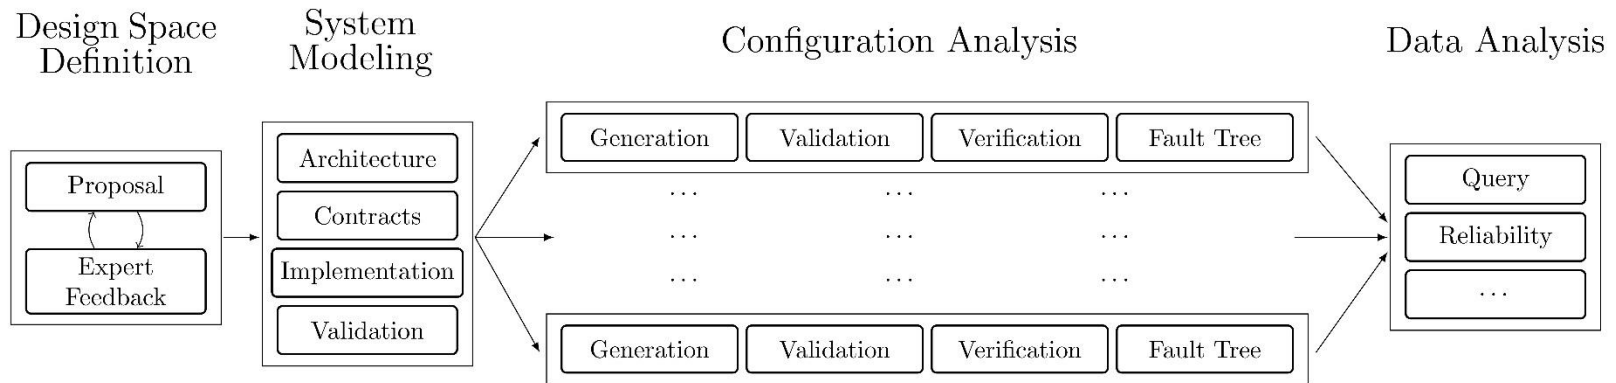 Design Space
Definition
System
Modeling
Configuration Analysis
Data Analysis
Proposal
Expert
Feedback
Architecture
Contracts
Implementation
Validation
Generation
Validation
Verification
Fault Tree
... ... ...
... ... ...
... ... ...
Generation
Validation
Verification
Fault Tree
Query
Reliability
...